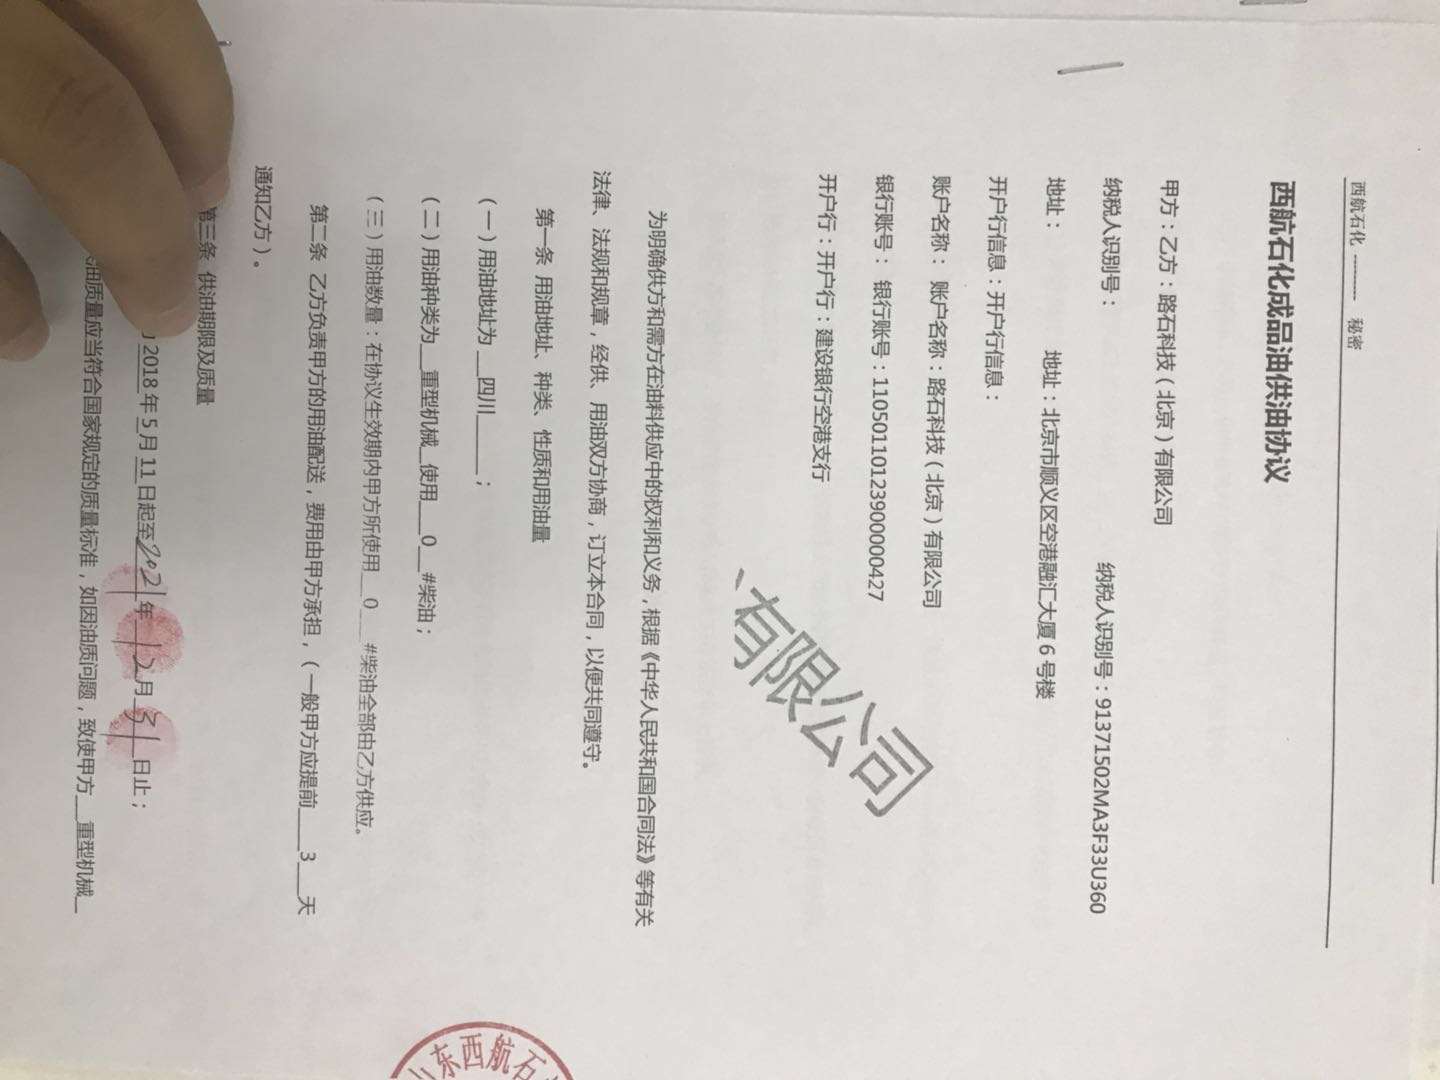 西航石化 -------- 秘密
西航石化成品油供油协议
甲方：乙方：路石科技（北京）有限公司
纳税人识别号： 纳税人识别号：91371502MA3F33U360
地址： 地址：北京市顺义区空港融汇大厦 6 号楼
开户行信息：开户行信息：
账户名称： 账户名称：路石科技（北京）有限公司
银行账号： 银行账号：11050110123900000427
开户行：开户行：建设银行空港支行
有限公司
为明确供方和需方在油料供应中的权利和义务，根据《中华人民共和国合同法》等有关
法律、法规和规章，经供、用油双方协商，订立本合同，以便共同遵守。
第一条 用油地址、种类、性质和用油量
（一）用油地址为__四川____；
（二）用油种类为__重型机械_使用__0__#柴油；
（三）用油数量：在协议生效期内甲方所使用__0___#柴油全部由乙方供应。
第二条 乙方负责甲方的用油配送，费用由甲方承担，（一般甲方应提前____3___天
通知乙方）。
第三条 供油期限及质量
2018 年 5 月 11 日起至2021年12月31日止；
油质量应当符合国家规定的质量标准，如因油质问题，致使甲方__重型机械_
山东西航石